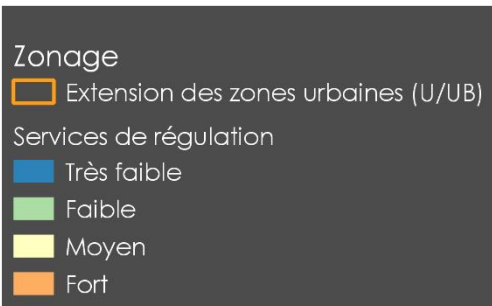 Zonage
Extension des zones urbaines (U/UB)
Services de régulation
Très faible
Faible
Moyen
Fort